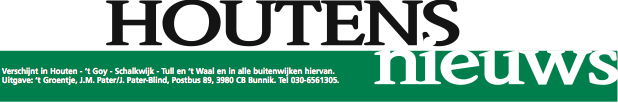 HOUTENS
nieuws
Verschijnt in Houten - 't Goy - Schalkwijk - Tull en 't Waal en in alle buitenwijken hiervan.
Uitgave: 't Groentje, J.M. Pater/J. Pater-Blind, Postbus 89, 3980 CB Bunnik. Tel 030-6561305.